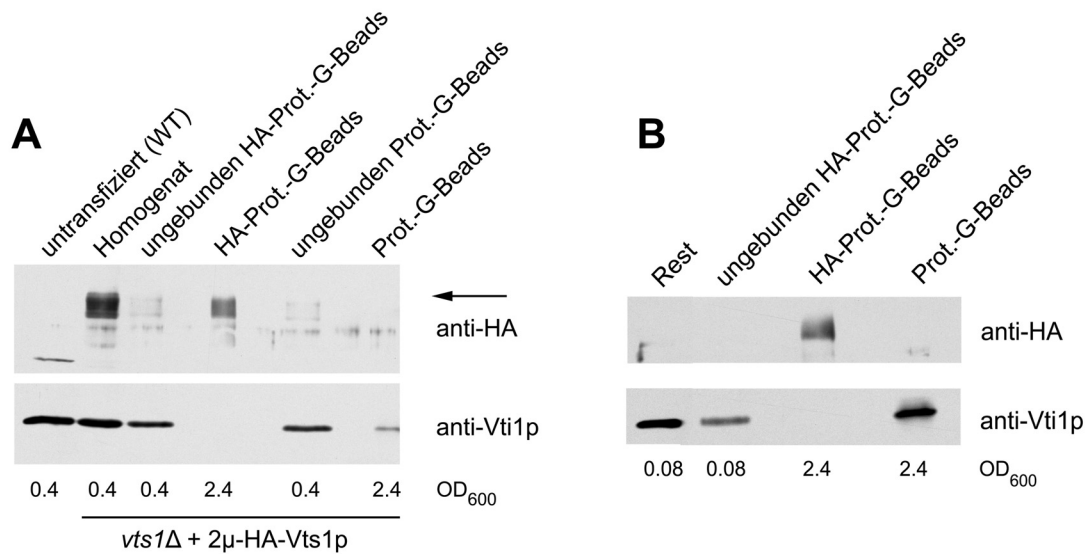 A
untransfiziert (WT)
Homogenat
ungebunden HA-Prot.-G-Beads
HA-Prot.-G-Beads
ungebunden Prot.-G-Beads
Prot.-G-Beads
anti-HA
anti-Vti1p
0.4 0.4 0.4 2.4 0.4 2.4 OD600
vts1Δ + 2μ-HA-Vts1p
B
Rest
ungebunden HA-Prot.-G-Beads
HA-Prot.-G-Beads
Prot.-G-Beads
anti-HA
anti-Vti1p
0.08 0.08 2.4 2.4 OD600